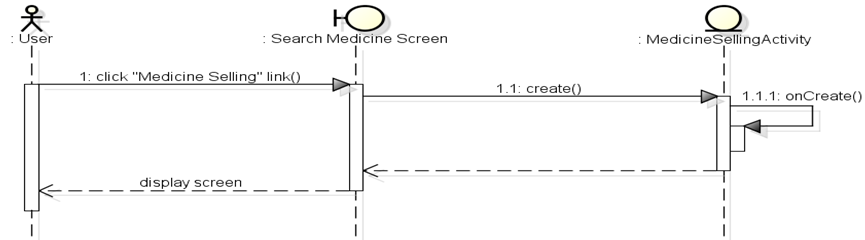 : User
: Search Medicine Screen
: MedicineSellingActivity
1: click "Medicine Selling" link()
1.1: create()
1.1.1: onCreate()
display screen